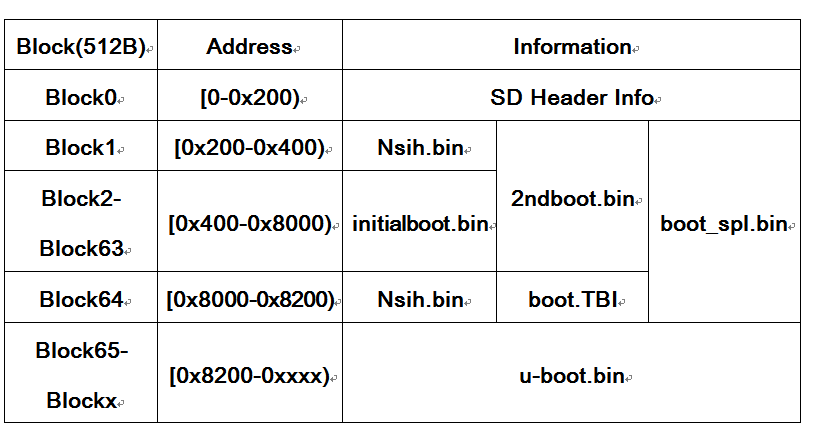 Block(512B) Address Information
Block0 [0-0x200) SD Header Info
Block1 [0x200-0x400) Nsih.bin
2ndboot.bin
boot_spl.bin
Block2-
Block63
[0x400-0x8000) initialboot.bin
Block64 [0x8000-0x8200) Nsih.bin boot.TBI
Block65-
Blockx
[0x8200-0xxxx) u-boot.bin